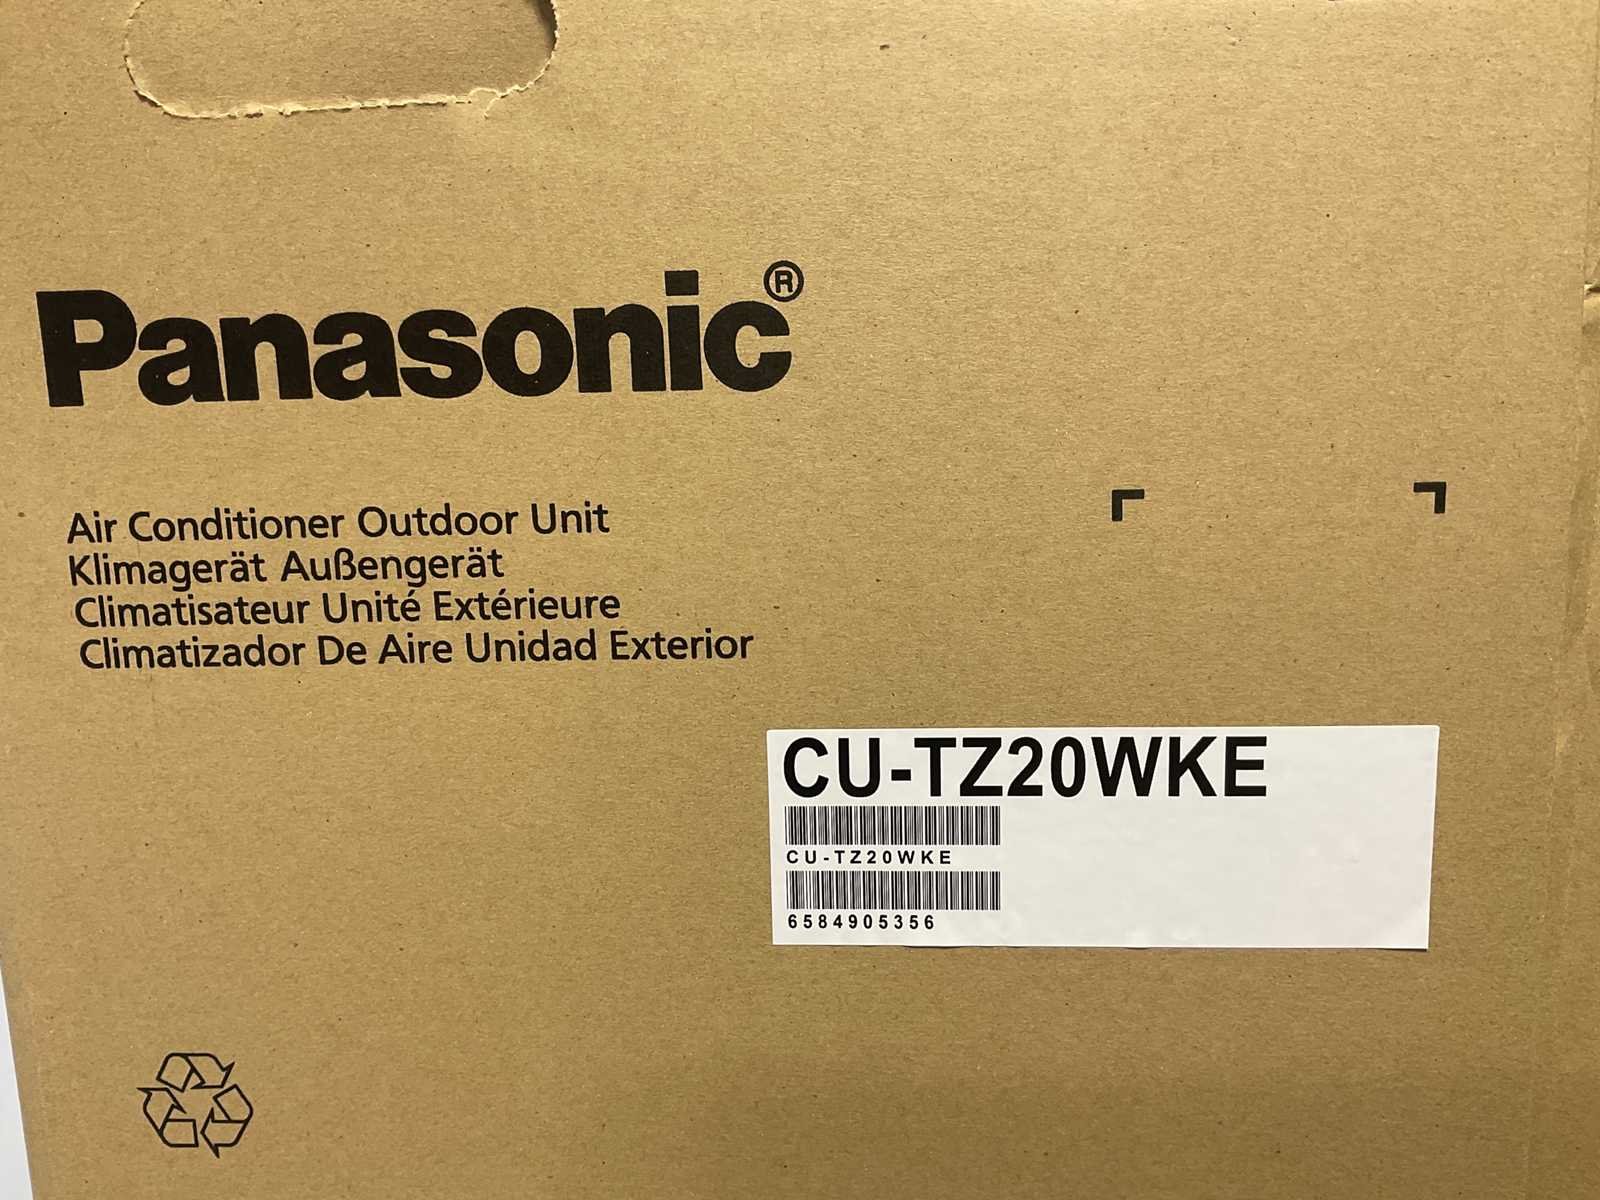 Panasonic®
Air Conditioner Outdoor Unit
Klimagerät Außengerät
Climatisateur Unité Extérieure
Climatizador De Aire Unidad Exterior
CU-TZ20WKE
CU-TZ20WKE
6584905356